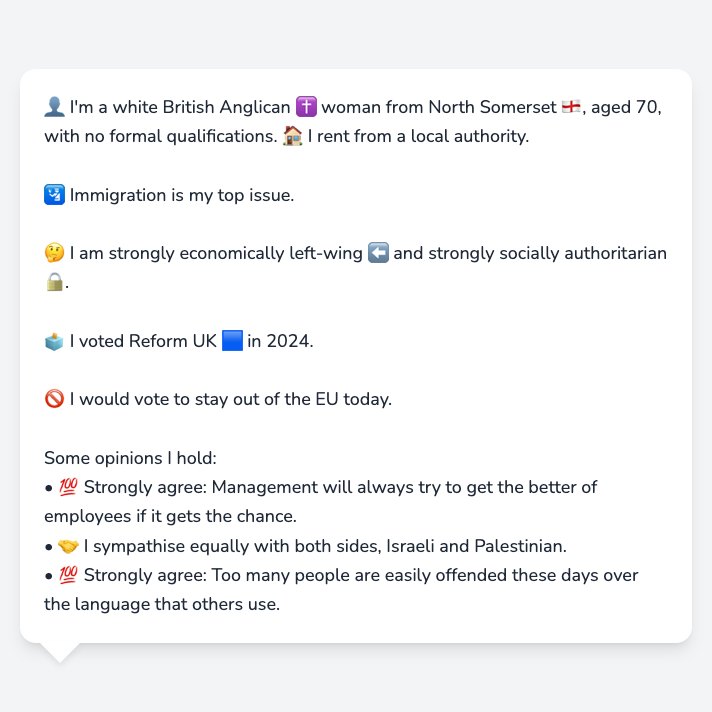 👤 I'm a white British Anglican ✝️ woman from North Somerset 🏴󠁧󠁢󠁥󠁮󠁧󠁿, aged 70,
with no formal qualifications. 🏠 I rent from a local authority.
🛂 Immigration is my top issue.
🤔 I am strongly economically left-wing ⬅️ and strongly socially authoritarian
🔒.
🗳️ I voted Reform UK 🟦 in 2024.
🚫 I would vote to stay out of the EU today.
Some opinions I hold:
• 💯 Strongly agree: Management will always try to get the better of
employees if it gets the chance.
• 🤝 I sympathise equally with both sides, Israeli and Palestinian.
• 💯 Strongly agree: Too many people are easily offended these days over
the language that others use.